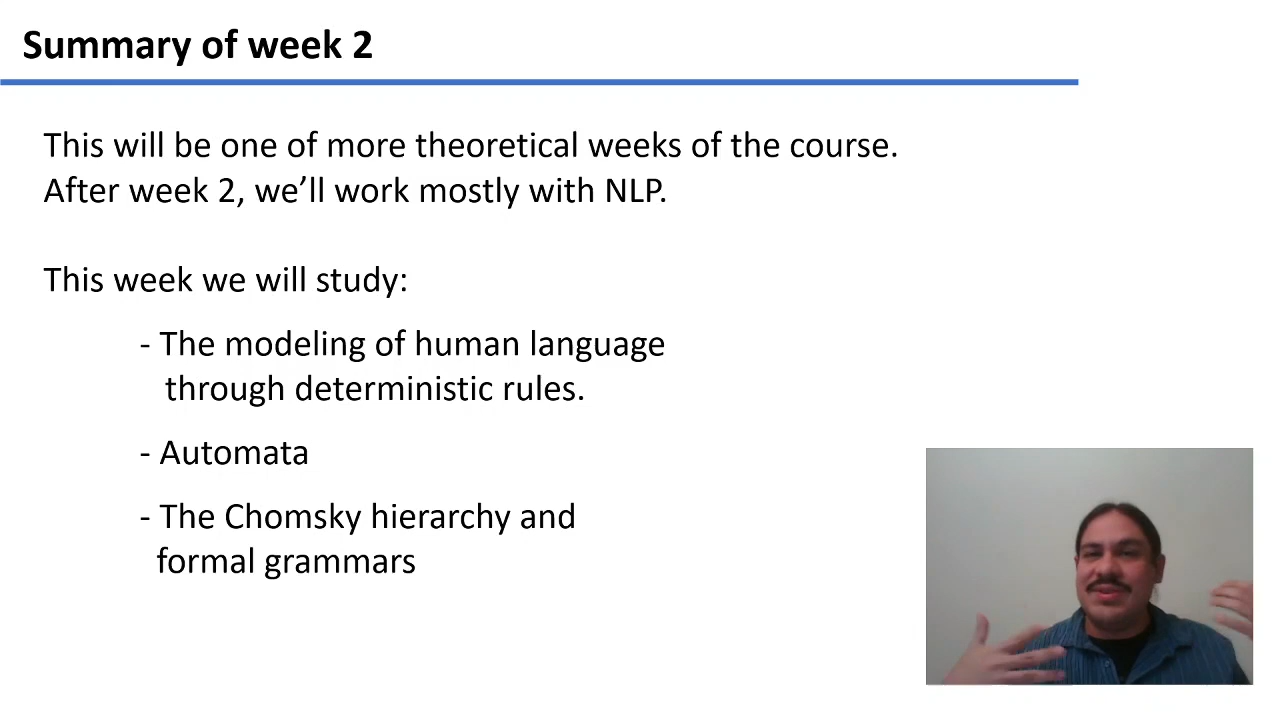 Summary of week 2
This will be one of more theoretical weeks of the course.
After week 2, we’ll work mostly with NLP.
This week we will study:
- The modeling of human language
through deterministic rules.
- Automata
- The Chomsky hierarchy and
formal grammars